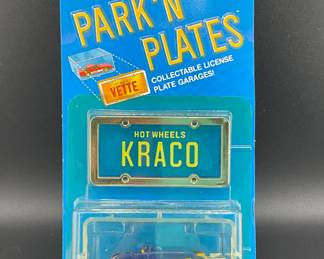 PARK 'N'
PLATES
VETTE
COLLECTABLE LICENSE
PLATE GARAGES!
HOT WHEELS
KRACO